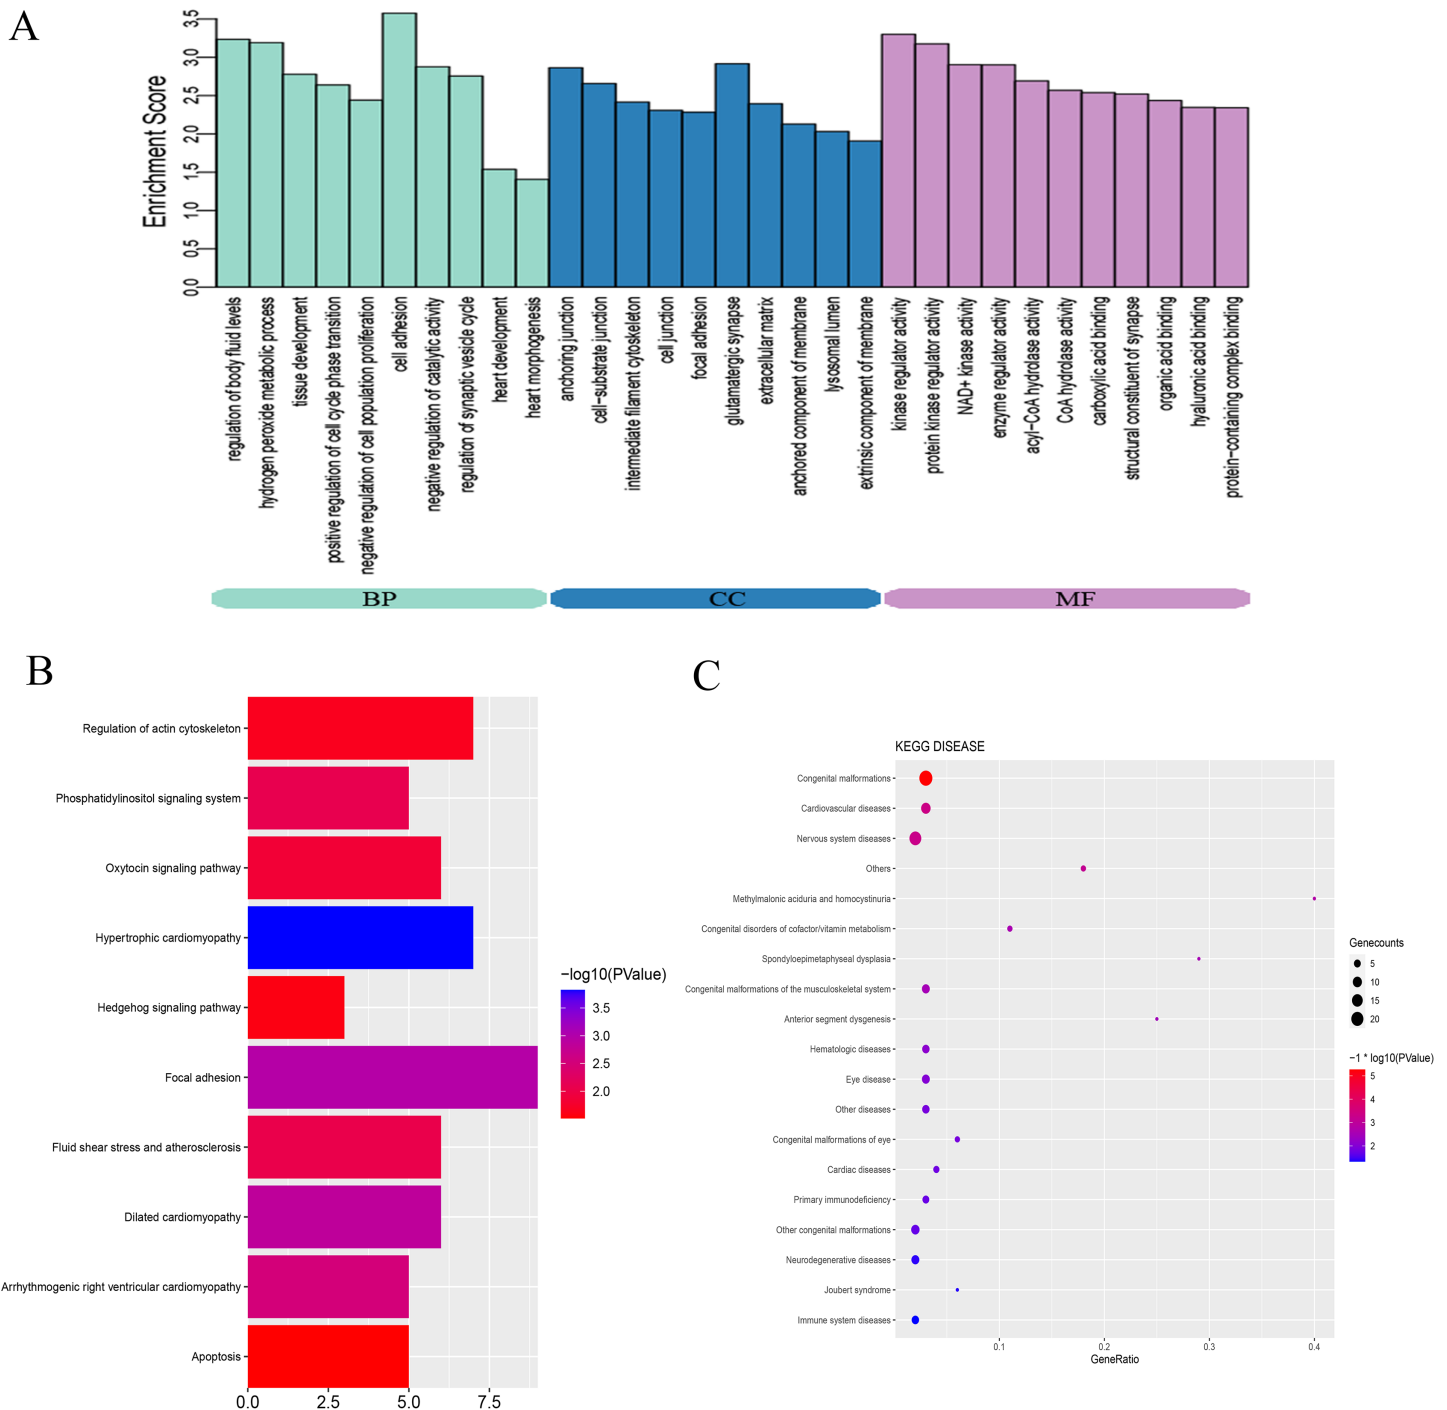 A
Enrichment Score
3.5
3.0
2.5
2.0
1.5
1.0
0.5
0.0
regulation of body fluid levels
hydrogen peroxide metabolic process
tissue development
positive regulation of cell cycle phase transition
negative regulation of cell population proliferation
cell adhesion
negative regulation of catalytic activity
regulation of synaptic vesicle cycle
heart development
heart morphogenesis
anchoring junction
cell−substrate junction
intermediate filament cytoskeleton
cell junction
focal adhesion
glutamatergic synapse
extracellular matrix
anchored component of membrane
lysosomal lumen
extrinsic component of membrane
kinase regulator activity
protein kinase regulator activity
NAD+ kinase activity
enzyme regulator activity
acyl−CoA hydrolase activity
CoA hydrolase activity
carboxylic acid binding
structural constituent of synapse
organic acid binding
hyaluronic acid binding
protein−containing complex binding
BP
CC
MF
B
Regulation of actin cytoskeleton
Phosphatidylinositol signaling system
Oxytocin signaling pathway
Hypertrophic cardiomyopathy
Hedgehog signaling pathway
Focal adhesion
Fluid shear stress and atherosclerosis
Dilated cardiomyopathy
Arrhythmogenic right ventricular cardiomyopathy
Apoptosis
0.0 2.5 5.0 7.5
−log10(PValue)
3.5
3.0
2.5
2.0
C
KEGG DISEASE
Congenital malformations
Cardiovascular diseases
Nervous system diseases
Others
Methylmalonic aciduria and homocystinuria
Congenital disorders of cofactor/vitamin metabolism
Spondyloepimetaphyseal dysplasia
Congenital malformations of the musculoskeletal system
Anterior segment dysgenesis
Hematologic diseases
Eye disease
Other diseases
Congenital malformations of eye
Cardiac diseases
Primary immunodeficiency
Other congenital malformations
Neurodegenerative diseases
Joubert syndrome
Immune system diseases
0.1 0.2 0.3 0.4
GeneRatio
Genecounts
5
10
15
20
−1 * log10(PValue)
5
4
3
2